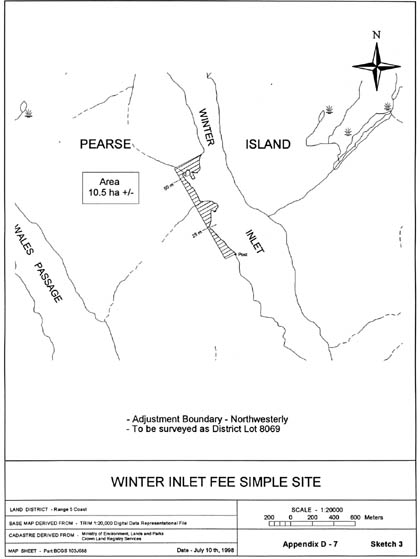 N
WINTER
PEARSE
ISLAND
Area
10.5 ha +/-
50 m
WALES
PASSAGE
INLET
25 m
Post
- Adjustment Boundary - Northwesterly
- To be surveyed as District Lot 8069
WINTER INLET FEE SIMPLE SITE
LAND DISTRICT - Range 5 Coast
BASE MAP DERIVED FROM - TRIM 1:20,000 Digital Data Representational File
CADASTRE DERIVED FROM - Ministry of Environment, Lands and Parks
Crown Land Registry Services
MAP SHEET - Part BCGS 103J088
Date - July 10 th, 1998
SCALE - 1:20000
200 0 200 400 600 Meters
Appendix D - 7
Sketch 3